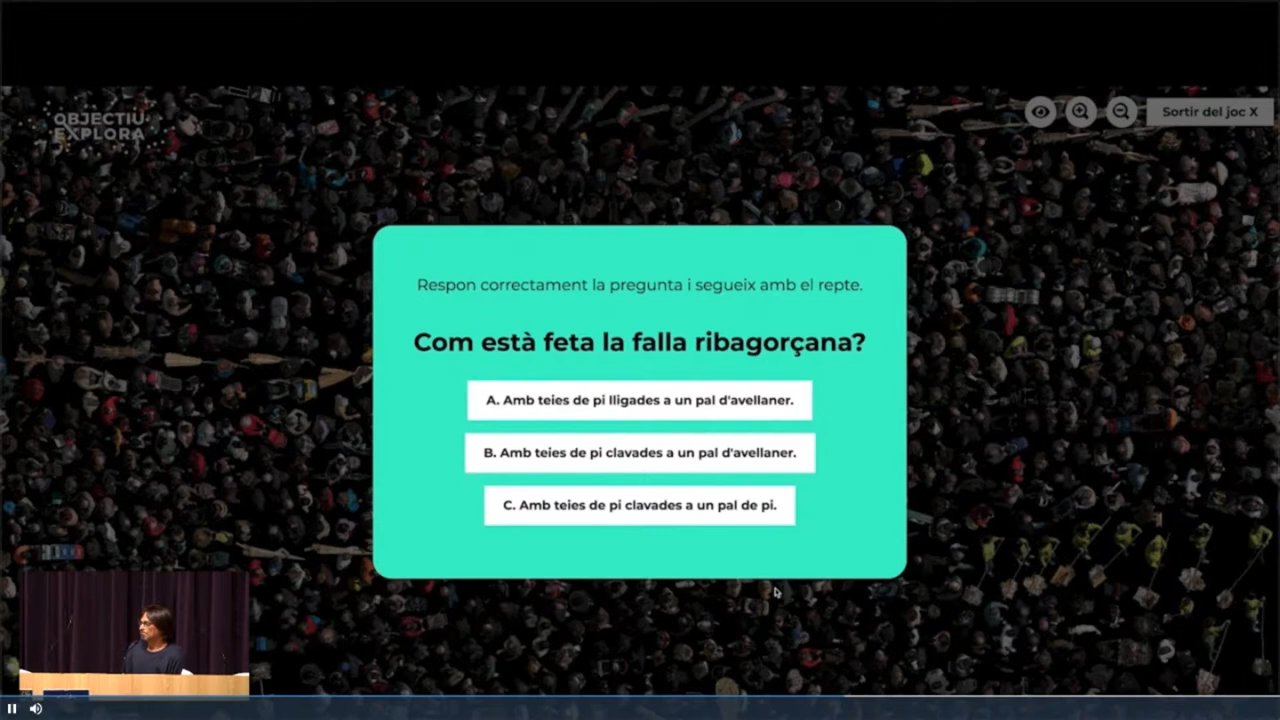 OBJECTIU
EXPLORA
Sortir del joc X
Respon correctament la pregunta i segueix amb el repte.
Com està feta la falla ribagorçana?
A. Amb teies de pi lligades a un pal d'avellaner.
B. Amb teies de pi clavades a un pal d'avellaner.
C. Amb teies de pi clavades a un pal de pi.